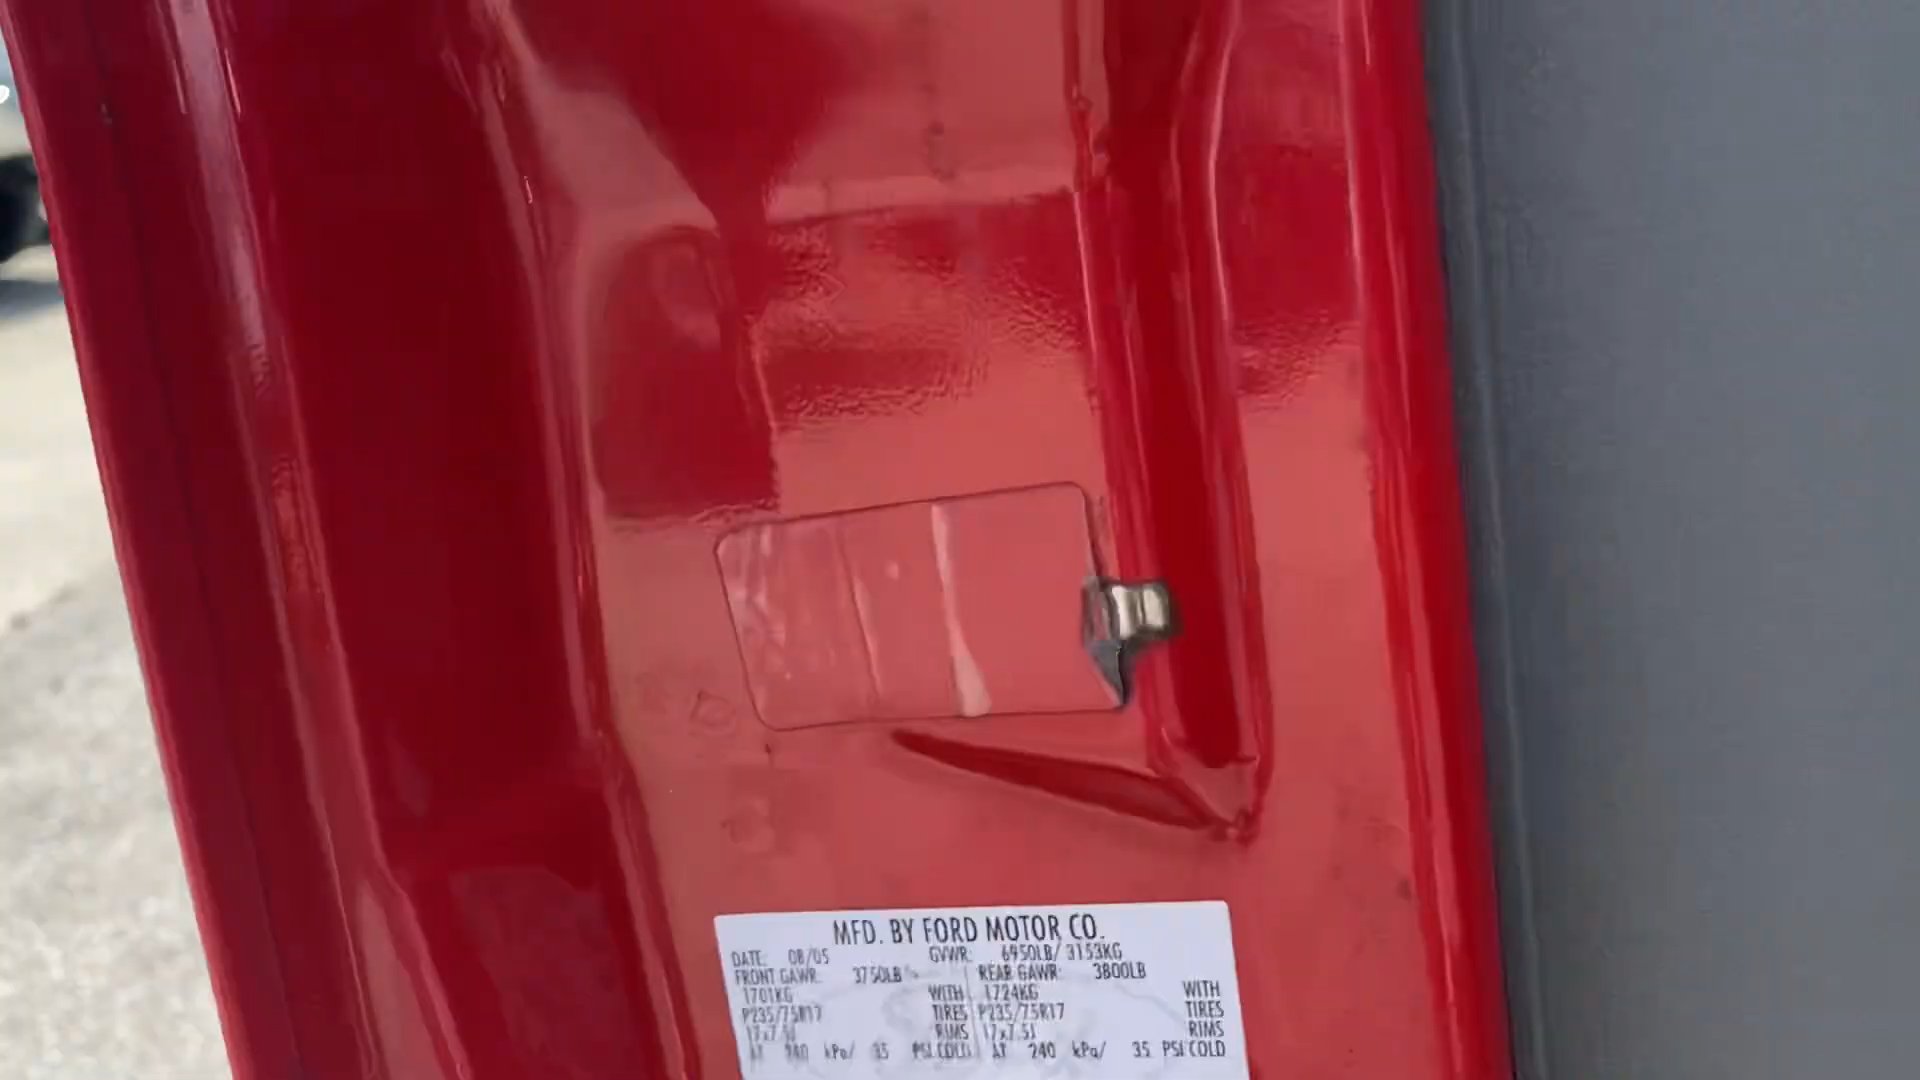 MFD. BY FORD MOTOR CO.
DATE: 08/05 GVWR: 6950LB/ 3153KG
FRONT GAWR: 3750LB REAR GAWR: 3800LB
1701KG WITH 1724KG WITH
P235/75R17 TIRES P235/75R17 TIRES
17x7.5J RIMS 17x7.5J RIMS
AT 240 kPa/ 35 PSI COLD AT 240 kPa/ 35 PSI COLD